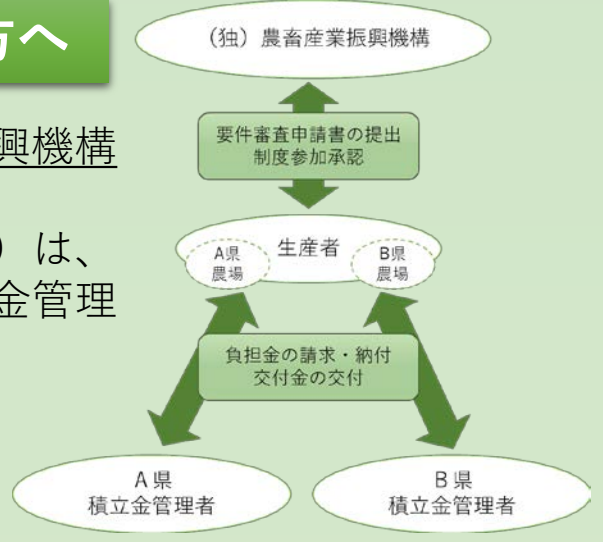 方へ
興機構
）は、
金管理
（独）農畜産業振興機構
要件審査申請書の提出
制度参加承認
生産者
A県
農場
B県
農場
負担金の請求・納付
交付金の交付
A県
積立金管理者
B県
積立金管理者